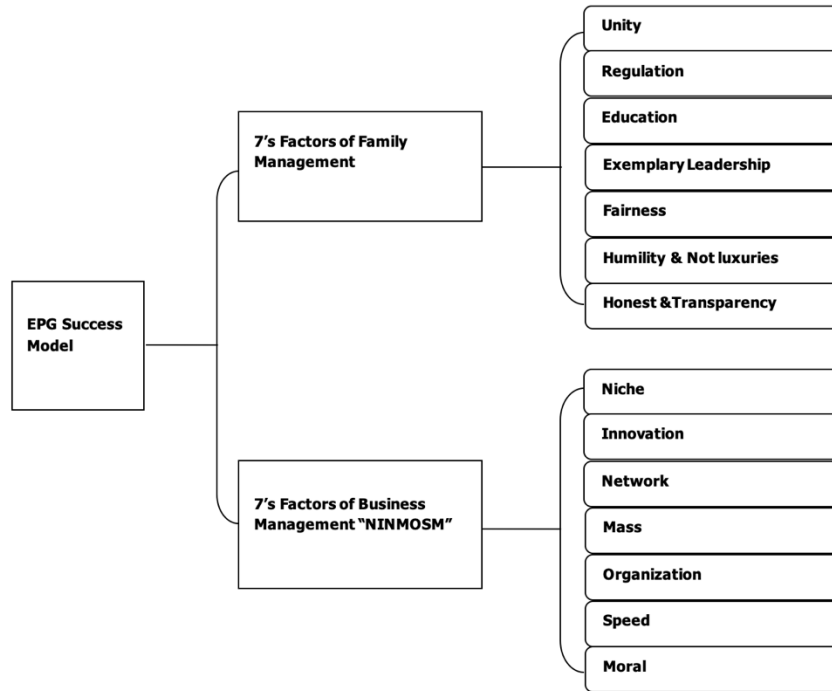 EPG Success
Model
7’s Factors of Family
Management
Unity
Regulation
Education
Exemplary Leadership
Fairness
Humility & Not luxuries
Honest &Transparency
7’s Factors of Business
Management “NINMOSM”
Niche
Innovation
Network
Mass
Organization
Speed
Moral